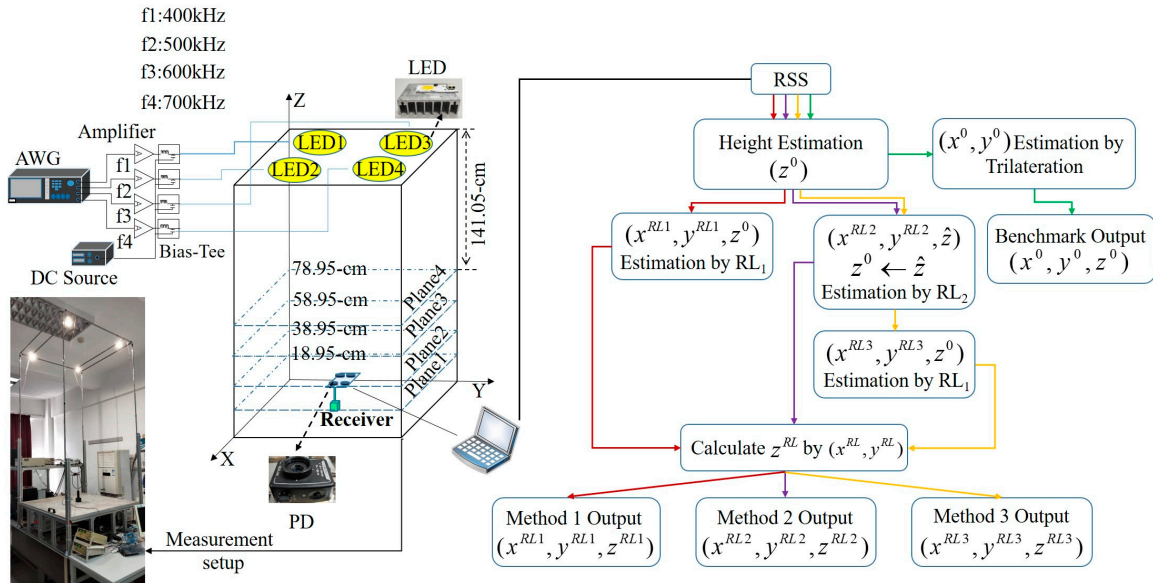 f1:400kHz
f2:500kHz
f3:600kHz
f4:700kHz
LED
Amplifier
AWG
f1
f2
f3
f4
Bias-Tee
DC Source
Z
LED1
LED3
LED2
LED4
141.05-cm
78.95-cm
58.95-cm
38.95-cm
18.95-cm
Plane4
Plane3
Plane2
Plane1
Y
X
Receiver
PD
Measurement
setup
RSS
Height Estimation
(z^0)
(x^0, y^0) Estimation by
Trilateration
Benchmark Output
(x^0, y^0, z^0)
(x^{RL1}, y^{RL1}, z^0)
Estimation by RL₁
(x^{RL2}, y^{RL2}, ẑ)
z^0 ← ẑ
Estimation by RL₂
(x^{RL3}, y^{RL3}, z^0)
Estimation by RL₁
Calculate z^{RL} by (x^{RL}, y^{RL})
Method 1 Output
(x^{RL1}, y^{RL1}, z^{RL1})
Method 2 Output
(x^{RL2}, y^{RL2}, z^{RL2})
Method 3 Output
(x^{RL3}, y^{RL3}, z^{RL3})